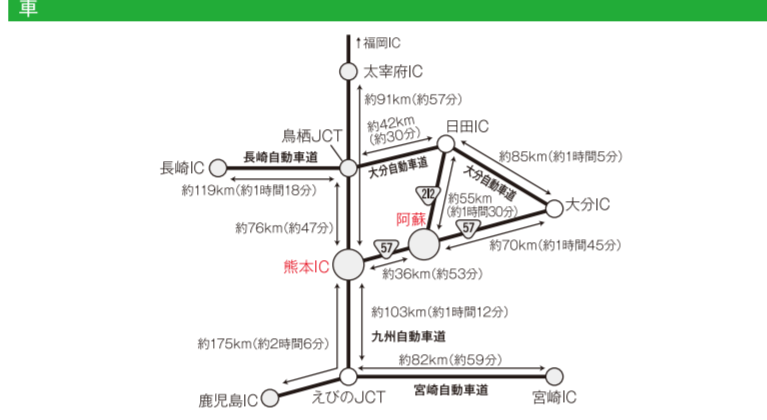 車
↑福岡IC
太宰府IC
約91km(約57分)
約42km
(約30分)
日田IC
鳥栖JCT
長崎自動車道
大分自動車道
約85km(約1時間5分)
大分自動車道
長崎IC
約119km(約1時間18分)
212
約55km
(約1時間30分)
大分IC
阿蘇
57
約76km(約47分)
57
約70km(約1時間45分)
熊本IC
約36km(約53分)
約103km(約1時間12分)
九州自動車道
約175km(約2時間6分)
約82km(約59分)
鹿児島IC
えびのJCT
宮崎自動車道
宮崎IC